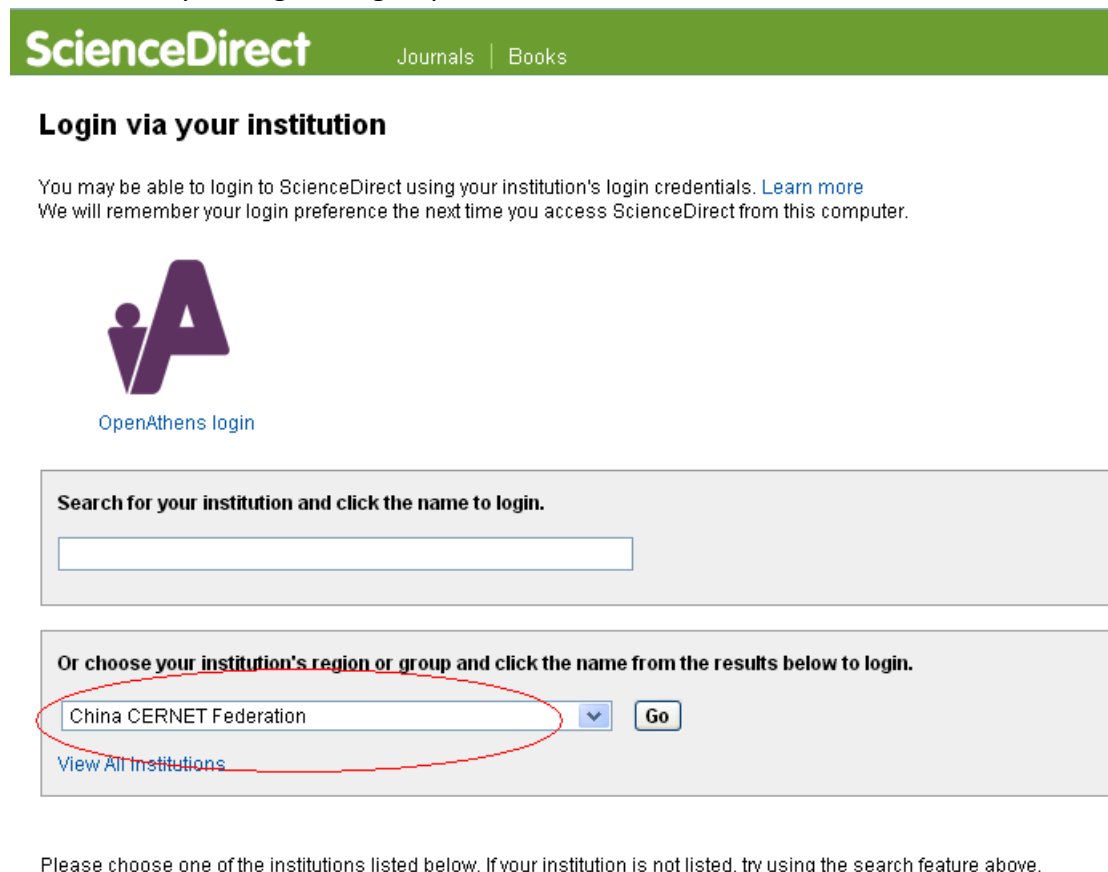 ScienceDirect
Journals | Books
Login via your institution
You may be able to login to ScienceDirect using your institution's login credentials. Learn more
We will remember your login preference the next time you access ScienceDirect from this computer.
OpenAthens login
Search for your institution and click the name to login.
Or choose your institution's region or group and click the name from the results below to login.
China CERNET Federation
Go
View All Institutions
Please choose one of the institutions listed below. If your institution is not listed, try using the search feature above.